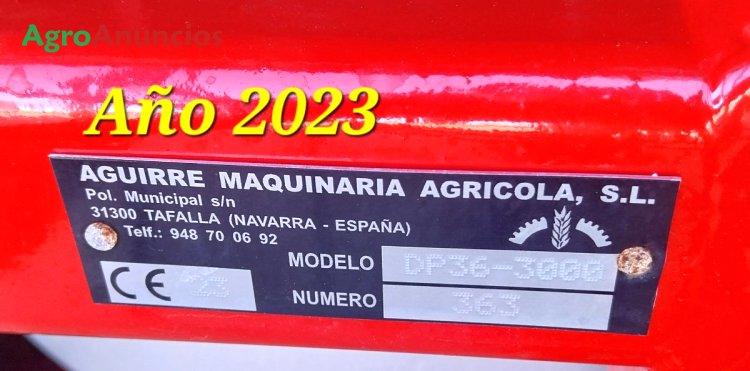 AgroAnuncios
Año 2023
AGUIRRE MAQUINARIA AGRICOLA, S.L.
Pol. Municipal s/n
31300 TAFALLA (NAVARRA - ESPAÑA)
Telf.: 948 70 06 92
MODELO DP36-3000
CE 23
NUMERO 363